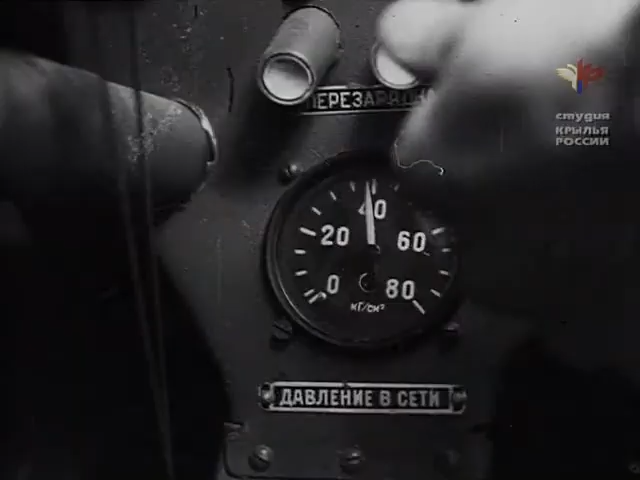 ПЕРЕЗАРЯДКА
студия
КРЫЛЬЯ
РОССИИ
40
20
60
0
80
КГ/СМ²
ДАВЛЕНИЕ В СЕТИ